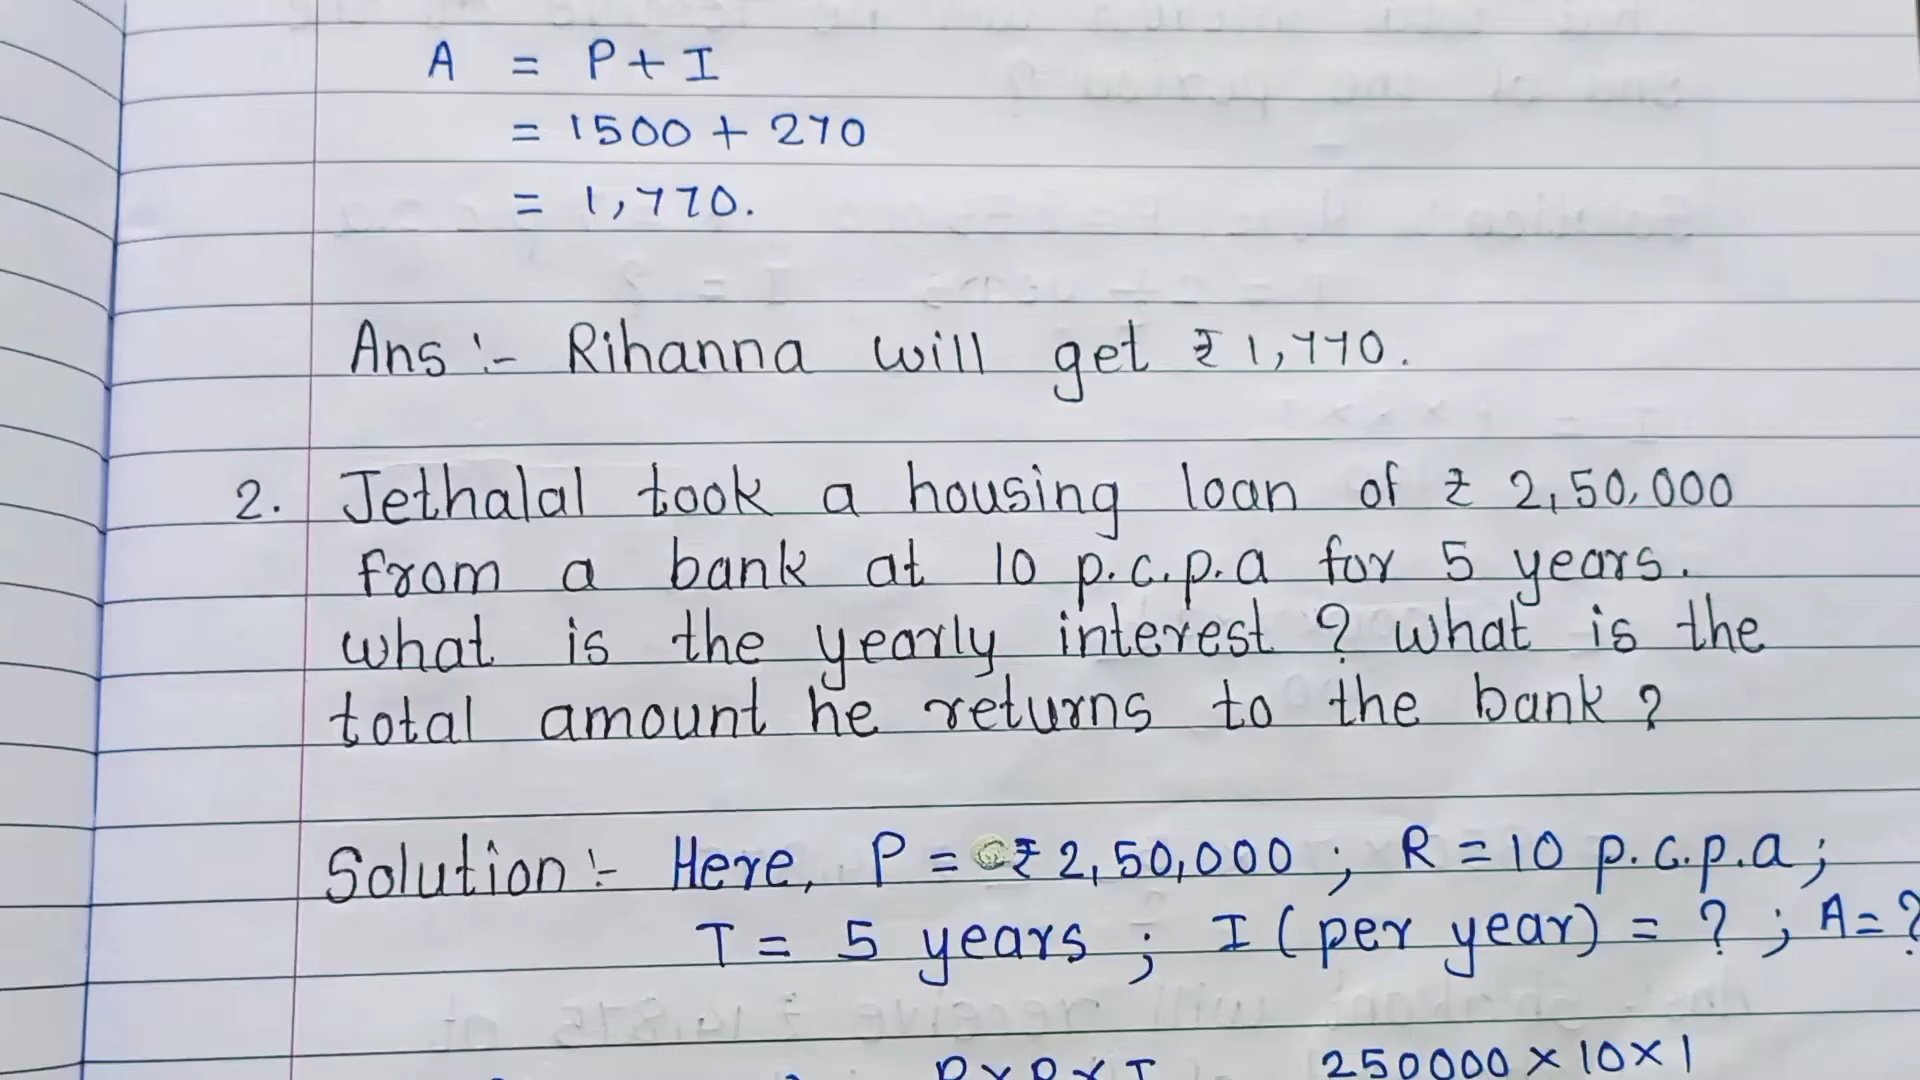 A = P + I
= 1500 + 270
= 1,770.
Ans :- Rihanna will get ₹ 1,770.
2. Jethalal took a housing loan of ₹ 2,50,000
from a bank at 10 p.c.p.a for 5 years.
what is the yearly interest ? what is the
total amount he returns to the bank ?
Solution :- Here, P = ₹ 2,50,000 ; R = 10 p.c.p.a ;
T = 5 years ; I ( per year) = ? ; A = ?
250000 × 10 × 1